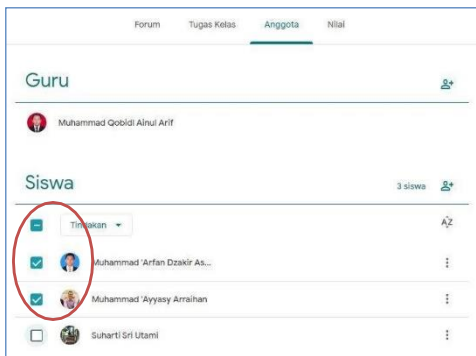 Forum Tugas Kelas Anggota Nilai
Guru
Muhammad Qobidl Ainul Arif
Siswa 3 siswa
Tindakan AZ
Muhammad 'Arfan Dzakir As...
Muhammad 'Ayyasy Arraihan
Suharti Sri Utami